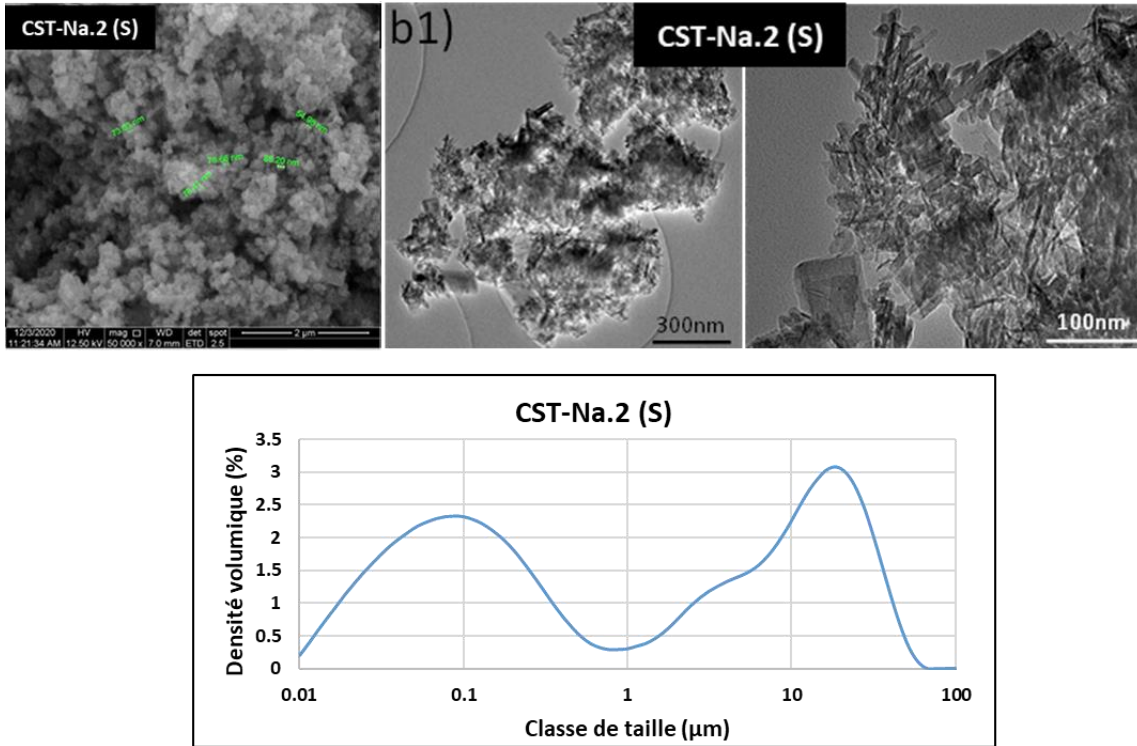 CST-Na.2 (S)
12/3/2020 HV mag □ WD det spot
11:21:34 AM 12.50 kV 50 000 x 7.0 mm ETD 2.5
2 µm
b1)
CST-Na.2 (S)
300nm
100nm
CST-Na.2 (S)
Densité volumique (%)
3.5
3
2.5
2
1.5
1
0.5
0
0.01 0.1 1 10 100
Classe de taille (µm)